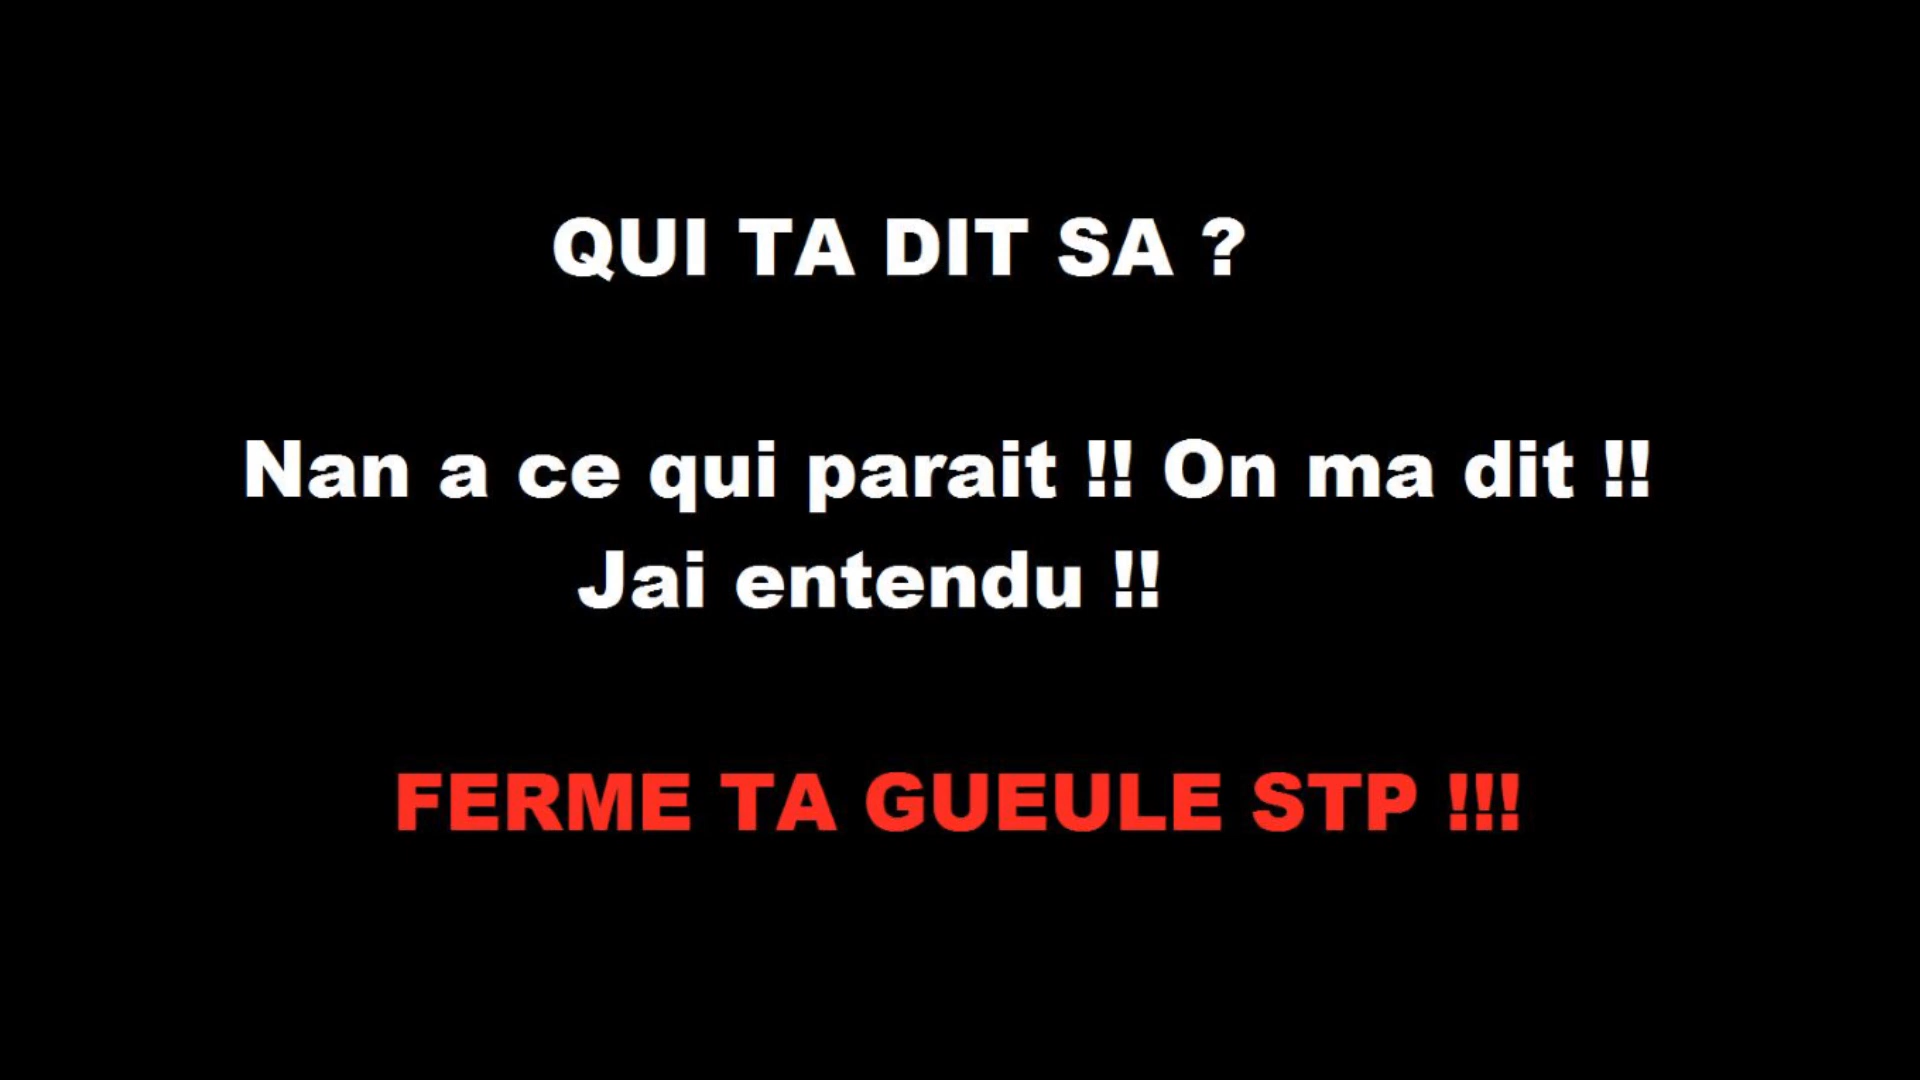 QUI TA DIT SA ?
Nan a ce qui parait !! On ma dit !!
Jai entendu !!
FERME TA GUEULE STP !!!